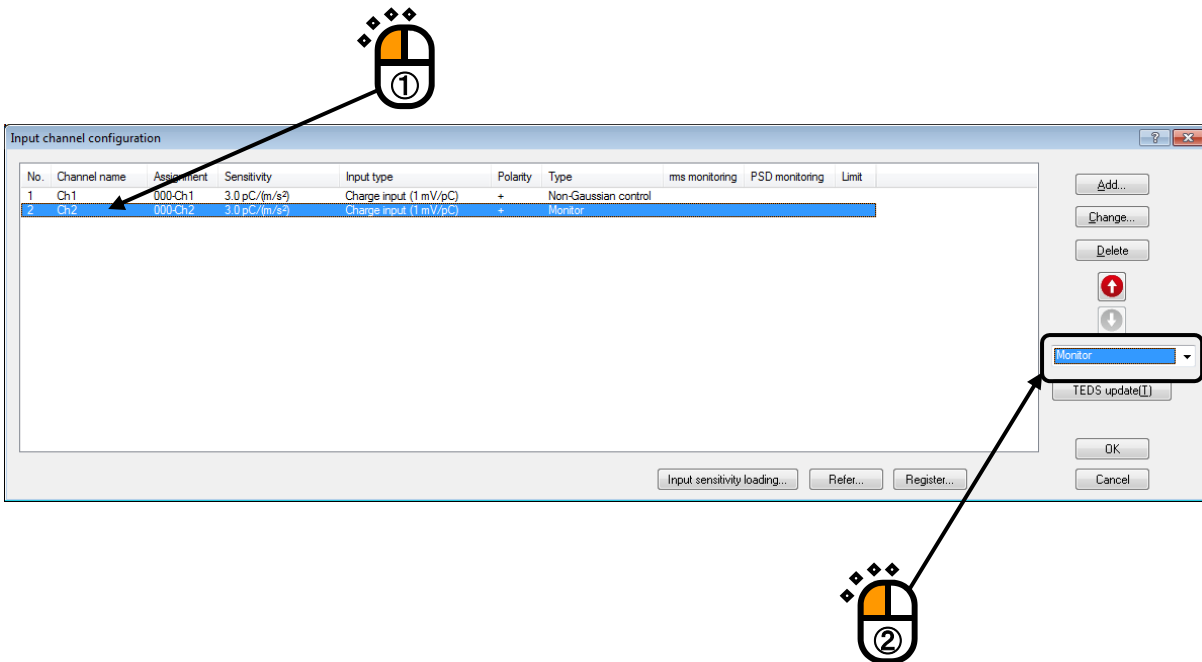 ①
Input channel configuration
No. Channel name Assignment Sensitivity Input type Polarity Type rms monitoring PSD monitoring Limit
1 Ch1 000-Ch1 3.0 pC/(m/s²) Charge input (1 mV/pC) + Non-Gaussian control
2 Ch2 000-Ch2 3.0 pC/(m/s²) Charge input (1 mV/pC) + Monitor
Add...
Change...
Delete
Monitor
TEDS update(T)
OK
Input sensitivity loading... Refer... Register... Cancel
②